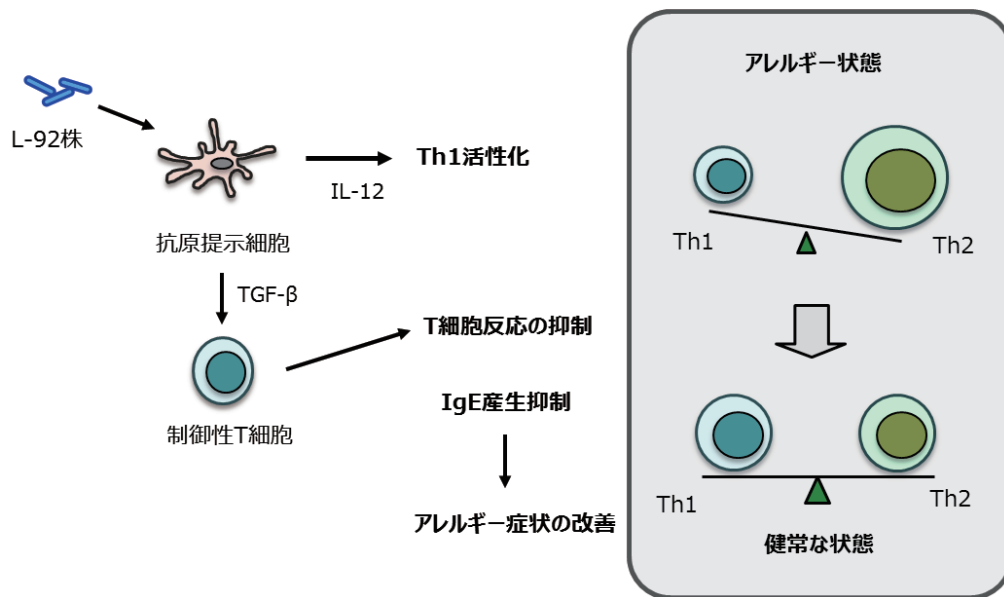 L-92株
抗原提示細胞
IL-12
Th1活性化
TGF-β
制御性T細胞
T細胞反応の抑制
IgE産生抑制
アレルギー症状の改善
アレルギー状態
Th1
Th2
Th1
Th2
健常な状態